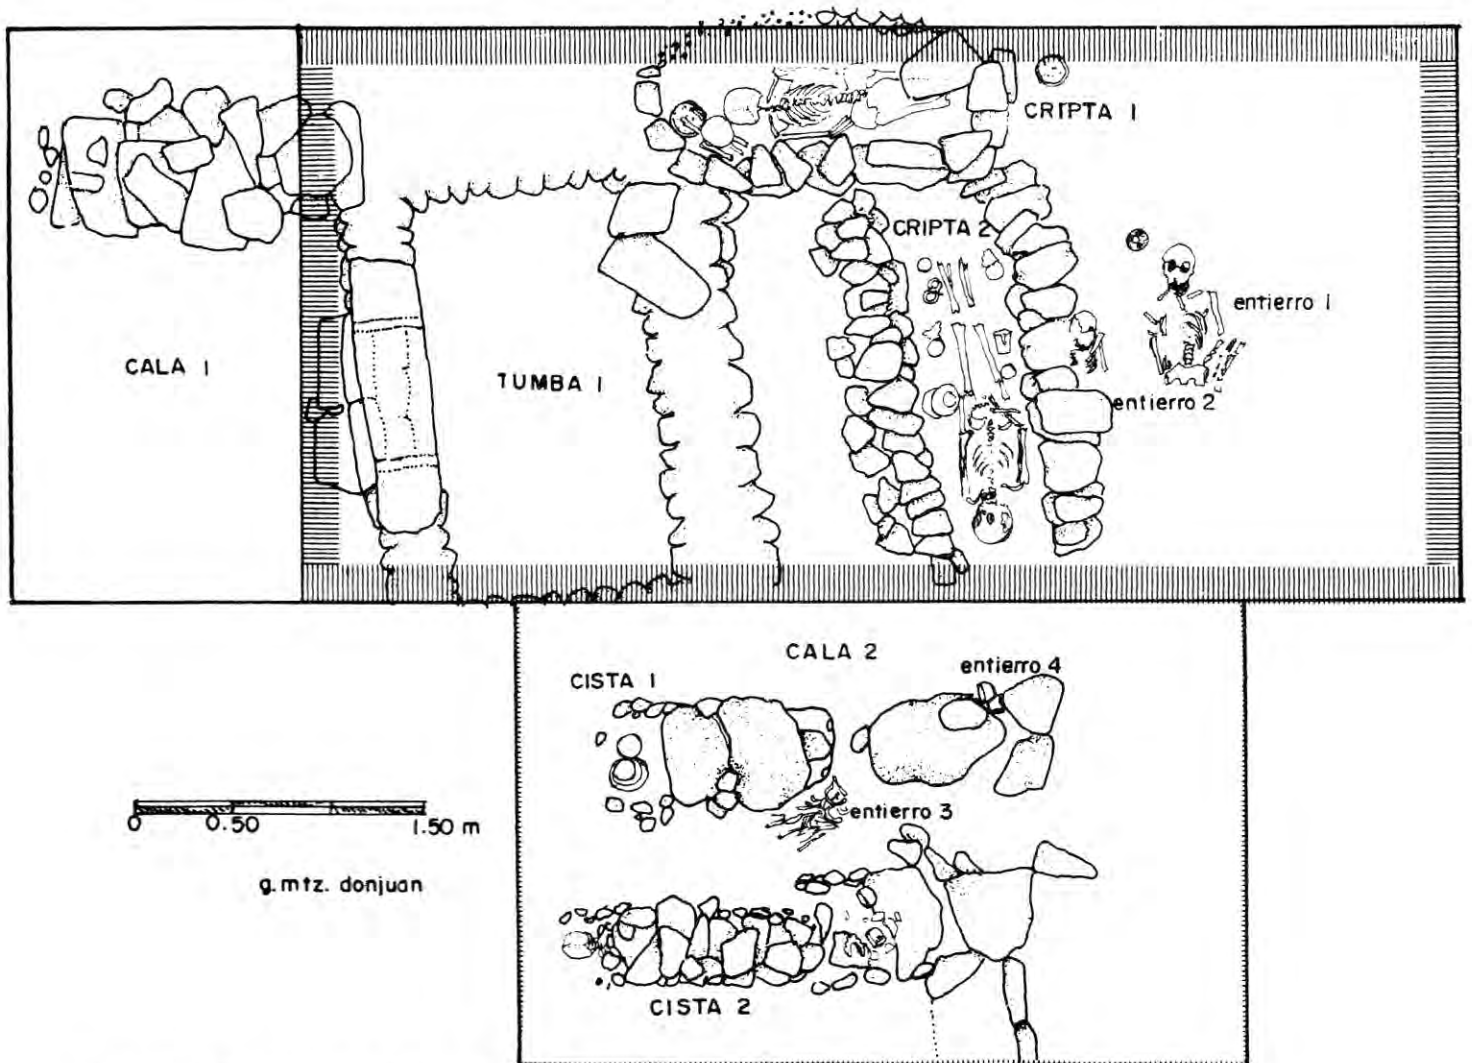 CRIPTA 1
CRIPTA 2
entierro 1
CALA 1
TUMBA 1
entierro 2
CALA 2
entierro 4
CISTA 1
entierro 3
0 0.50 1.50 m
g.mtz. donjuan
CISTA 2